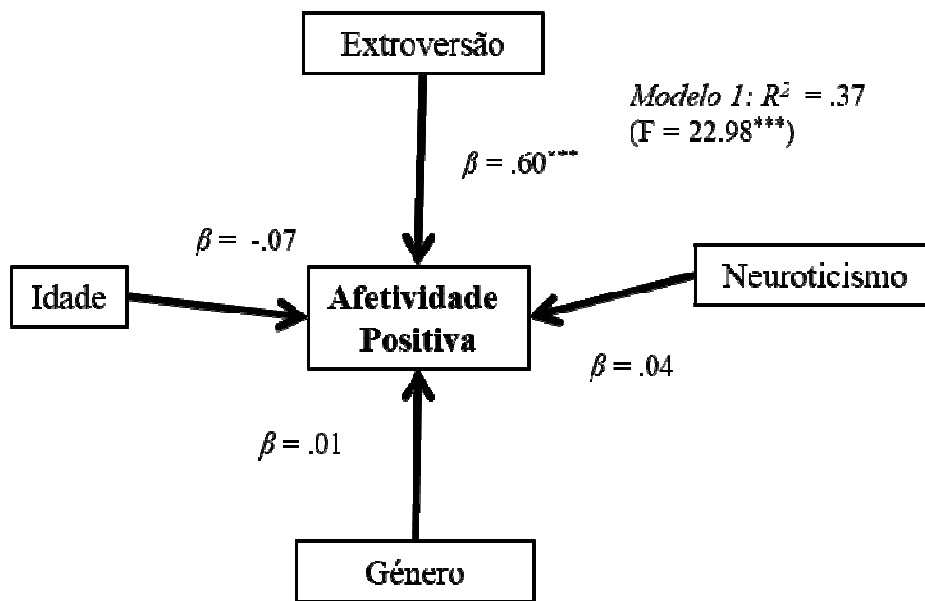 Extroversão
Modelo 1: R² = .37
(F = 22.98***)
β = .60***
β = -.07
Idade
Afetividade
Positiva
Neuroticismo
β = .04
β = .01
Género